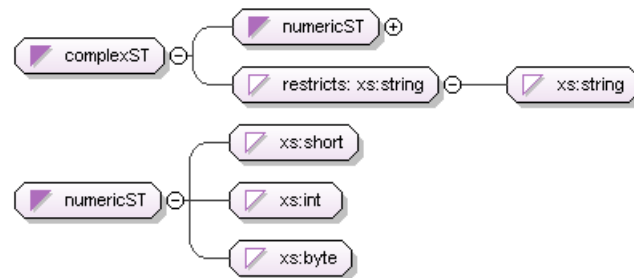 numericST
complexST
restricts: xs:string
xs:string
xs:short
numericST
xs:int
xs:byte